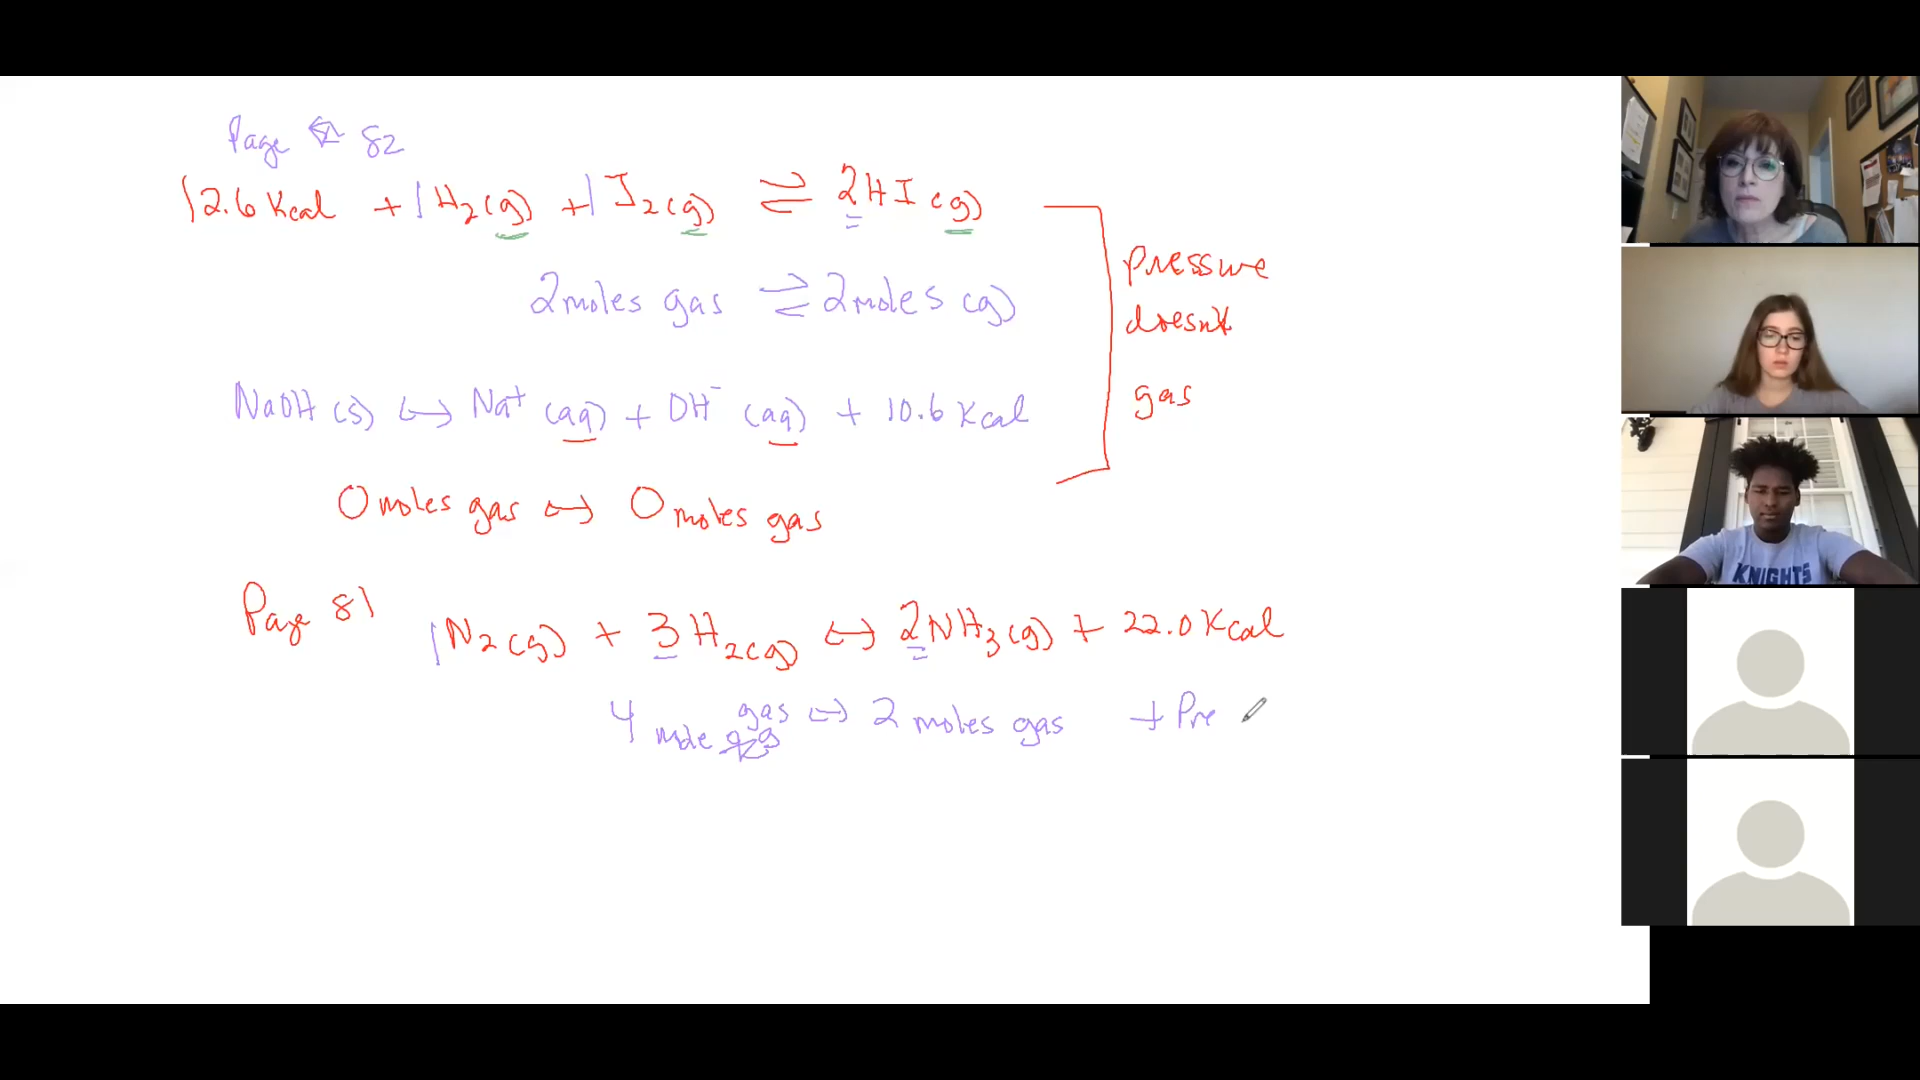 Page 82
12.6 Kcal + 1 H2(g) + 1 I2(g) ⇌ 2HI (g)
2 moles gas ⇌ 2 moles (g)
pressure
doesn't
gas
NaOH (s) ↔ Na+ (aq) + OH- (aq) + 10.6 Kcal
0 moles gas ↔ 0 moles gas
Page 81
1 N2(g) + 3 H2(g) ↔ 2NH3(g) + 22.0 Kcal
4 mole gas ↔ 2 moles gas + Pre
KNIGHTS